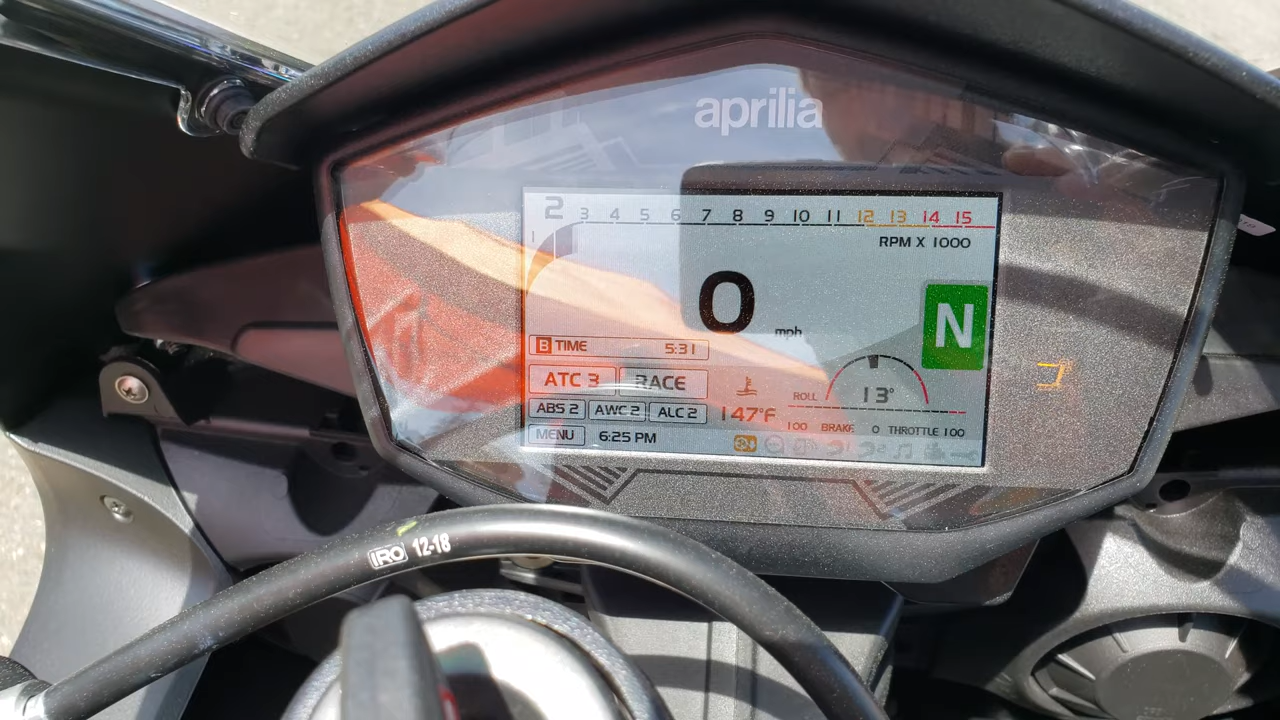 aprilia
2 3 4 5 6 7 8 9 10 11 12 13 14 15
1
RPM X 1000
0 mph
N
B TIME 5:31
ATC 3 RACE
ROLL 13°
ABS 2 AWC 2 ALC 2 147°F
100 BRAKE 0 THROTTLE 100
MENU 6:25 PM
IRO 12-18